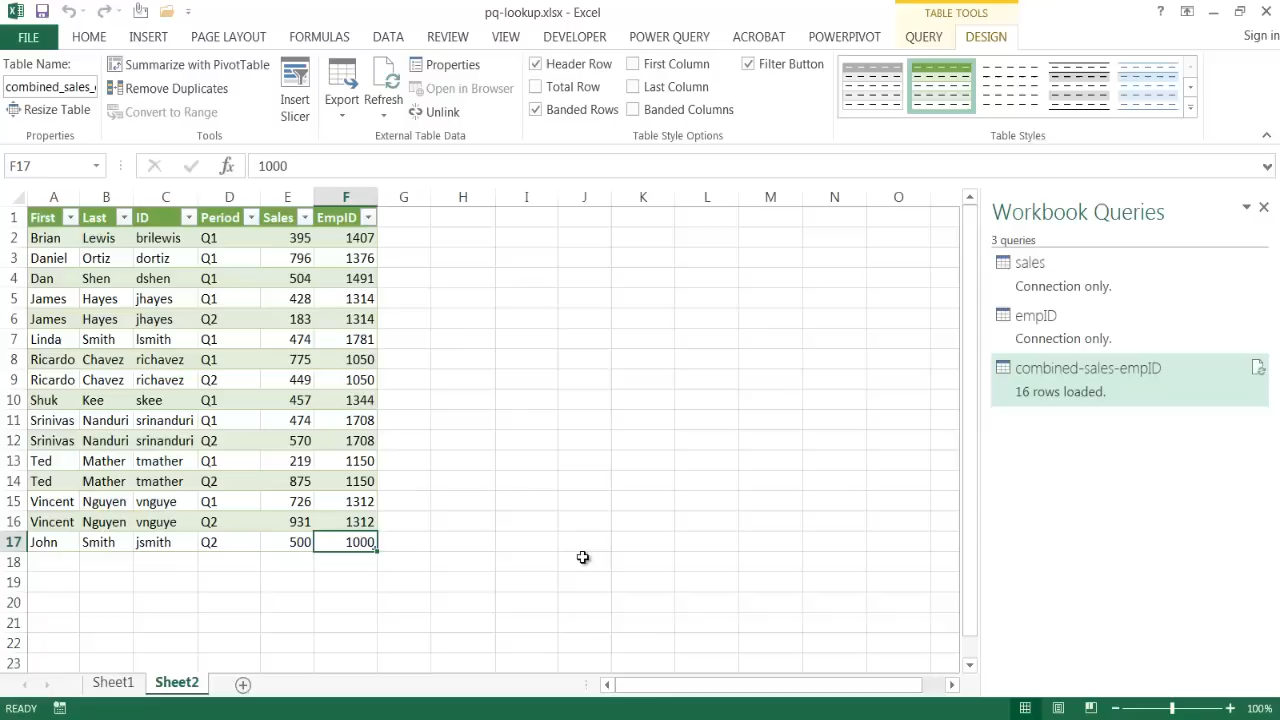 pq-lookup.xlsx - Excel
TABLE TOOLS
?
FILE HOME INSERT PAGE LAYOUT FORMULAS DATA REVIEW VIEW DEVELOPER POWER QUERY ACROBAT POWERPIVOT QUERY DESIGN Sign in
Table Name:
combined_sales_
Resize Table
Properties
Summarize with PivotTable
Remove Duplicates
Convert to Range
Tools
Insert
Slicer
Export
Refresh
Properties
Open in Browser
Unlink
External Table Data
Header Row First Column Filter Button
Total Row Last Column
Banded Rows Banded Columns
Table Style Options
Table Styles
F17 fx 1000
A B C D E F G H I J K L M N O
1 First Last ID Period Sales EmpID
2 Brian Lewis brilewis Q1 395 1407
3 Daniel Ortiz dortiz Q1 796 1376
4 Dan Shen dshen Q1 504 1491
5 James Hayes jhayes Q1 428 1314
6 James Hayes jhayes Q2 183 1314
7 Linda Smith lsmith Q1 474 1781
8 Ricardo Chavez richavez Q1 775 1050
9 Ricardo Chavez richavez Q2 449 1050
10 Shuk Kee skee Q1 457 1344
11 Srinivas Nanduri srinanduri Q1 474 1708
12 Srinivas Nanduri srinanduri Q2 570 1708
13 Ted Mather tmather Q1 219 1150
14 Ted Mather tmather Q2 875 1150
15 Vincent Nguyen vnguye Q1 726 1312
16 Vincent Nguyen vnguye Q2 931 1312
17 John Smith jsmith Q2 500 1000
18
19
20
21
22
23
Workbook Queries
3 queries
sales
Connection only.
empID
Connection only.
combined-sales-empID
16 rows loaded.
Sheet1 Sheet2
READY 100%